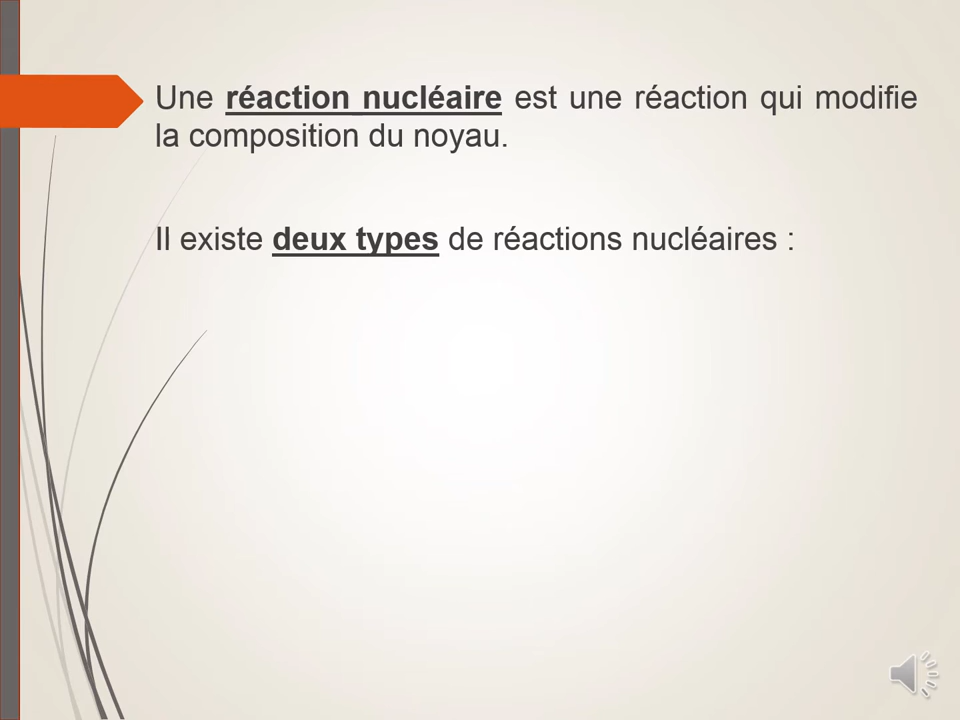 Une réaction nucléaire est une réaction qui modifie
la composition du noyau.
Il existe deux types de réactions nucléaires :